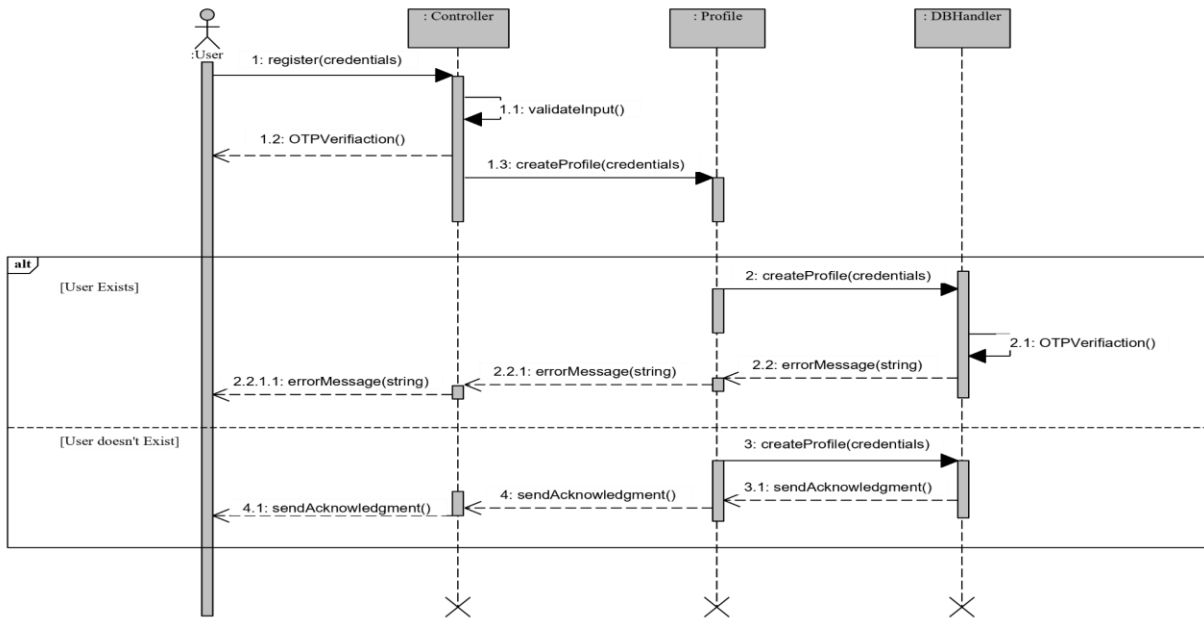 : Controller
: Profile
: DBHandler
:User
1: register(credentials)
1.1: validateInput()
1.2: OTPVerifiaction()
1.3: createProfile(credentials)
alt
[User Exists]
2: createProfile(credentials)
2.1: OTPVerifiaction()
2.2: errorMessage(string)
2.2.1: errorMessage(string)
2.2.1.1: errorMessage(string)
[User doesn't Exist]
3: createProfile(credentials)
3.1: sendAcknowledgment()
4: sendAcknowledgment()
4.1: sendAcknowledgment()